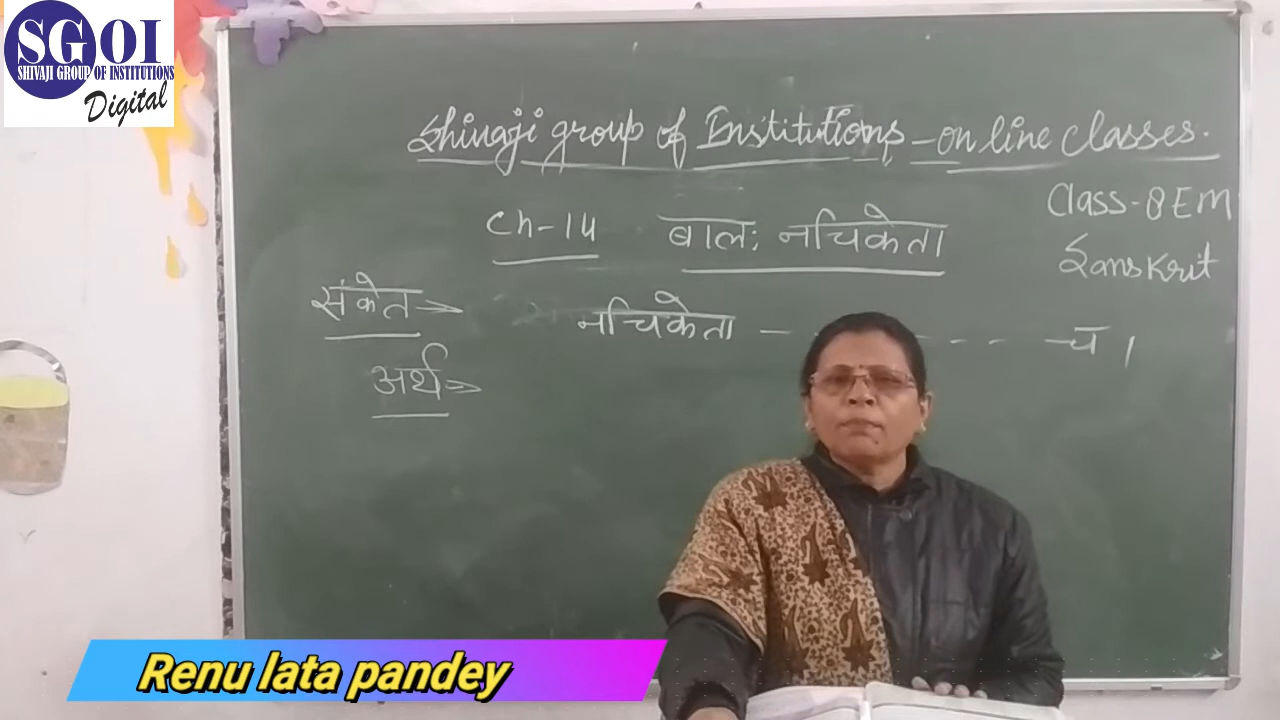 SGOI
SHIVAJI GROUP OF INSTITUTIONS
Digital
Shivaji group of Institutions - on line classes.
Class-8 EM
Ch-14 बालः नचिकेता
Sanskrit
संकेत→ नचिकेता - - - - - - च ।
अर्थ→
Renu lata pandey